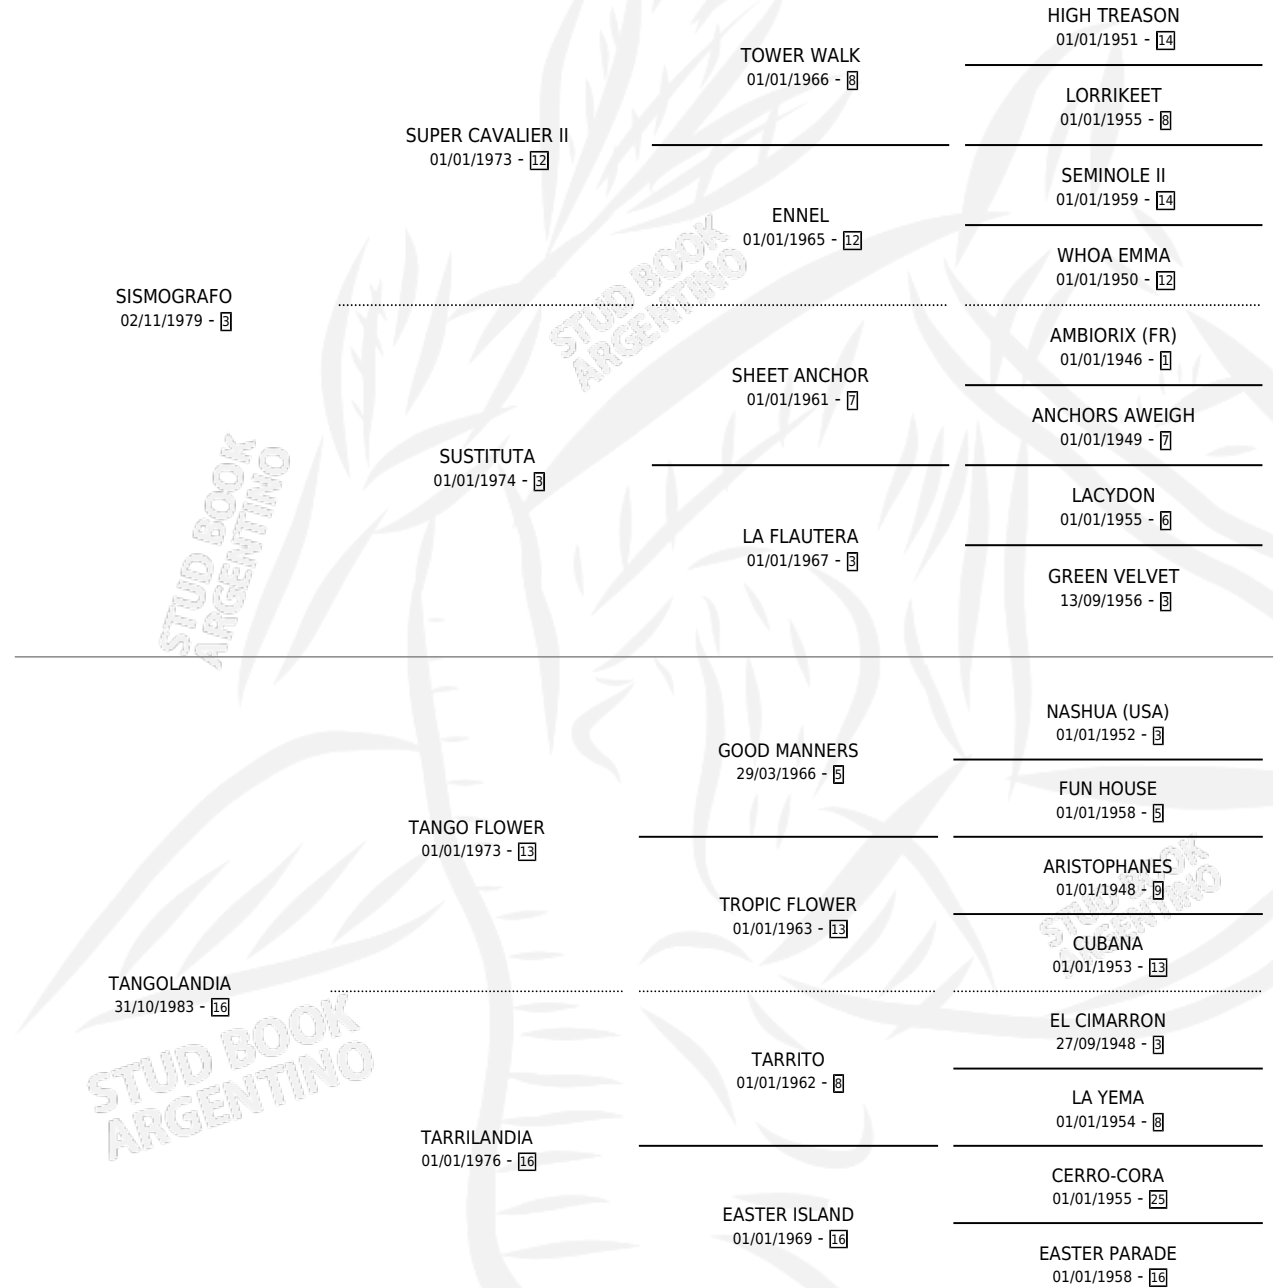 HIGH TREASON
01/01/1951 - 14
TOWER WALK
01/01/1966 - 8
LORRIKEET
01/01/1955 - 8
SUPER CAVALIER II
01/01/1973 - 12
SEMINOLE II
01/01/1959 - 14
ENNEL
01/01/1965 - 12
WHOA EMMA
01/01/1950 - 12
SISMOGRAFO
02/11/1979 - 3
AMBIORIX (FR)
01/01/1946 - 1
SHEET ANCHOR
01/01/1961 - 7
ANCHORS AWEIGH
01/01/1949 - 7
SUSTITUTA
01/01/1974 - 3
LACYDON
01/01/1955 - 6
LA FLAUTERA
01/01/1967 - 3
GREEN VELVET
13/09/1956 - 3
STUD BOOK
ARGENTINO
STUD BOOK
ARGENTINO
NASHUA (USA)
01/01/1952 - 3
GOOD MANNERS
29/03/1966 - 5
FUN HOUSE
01/01/1958 - 5
TANGO FLOWER
01/01/1973 - 13
ARISTOPHANES
01/01/1948 - 9
TROPIC FLOWER
01/01/1963 - 13
CUBANA
01/01/1953 - 13
TANGOLANDIA
31/10/1983 - 16
EL CIMARRON
27/09/1948 - 3
TARRITO
01/01/1962 - 8
LA YEMA
01/01/1954 - 8
TARRILANDIA
01/01/1976 - 16
CERRO-CORA
01/01/1955 - 25
EASTER ISLAND
01/01/1969 - 16
EASTER PARADE
01/01/1958 - 16
STUD BOOK
ARGENTINO
STUD BOOK
ARGENTINO